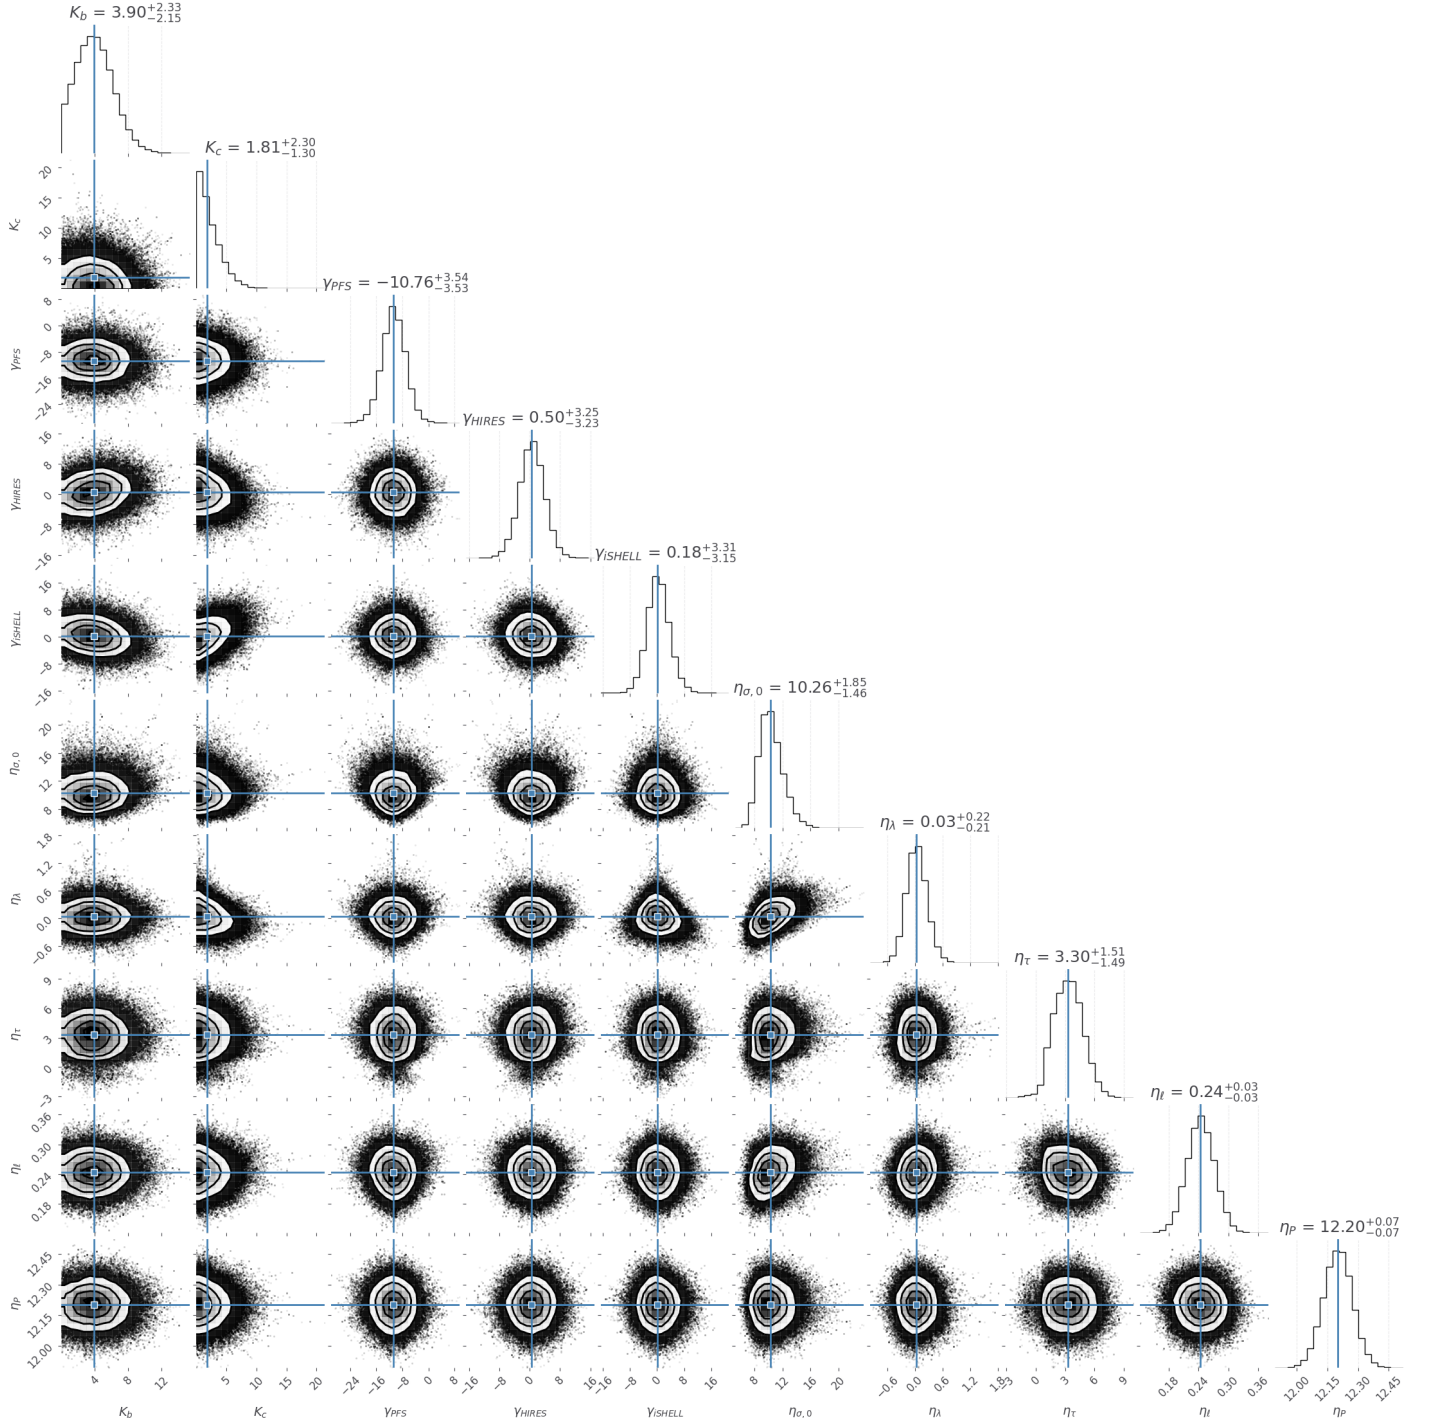 K_b = 3.90^{+2.33}_{-2.15}
K_c = 1.81^{+2.30}_{-1.30}
20
15
10
5
K_c
γ_PFS = −10.76^{+3.54}_{-3.53}
8
0
−8
−16
−24
γ_PFS
γ_HIRES = 0.50^{+3.25}_{-3.23}
16
8
0
−8
−16
γ_HIRES
γ_iSHELL = 0.18^{+3.31}_{-3.15}
16
8
0
−8
−16
γ_iSHELL
η_{σ,0} = 10.26^{+1.85}_{-1.46}
20
16
12
8
η_{σ,0}
η_λ = 0.03^{+0.22}_{-0.21}
1.8
1.2
0.6
0.0
−0.6
η_λ
η_τ = 3.30^{+1.51}_{-1.49}
9
6
3
0
−3
η_τ
η_ℓ = 0.24^{+0.03}_{-0.03}
0.36
0.30
0.24
0.18
η_ℓ
η_P = 12.20^{+0.07}_{-0.07}
12.45
12.30
12.15
12.00
η_P
4 8 12 5 10 15 20 −24 −16 −8 0 8 −16 −8 0 8 16 −16 −8 0 8 16 8 12 16 20 −0.6 0.0 0.6 1.2 1.8 −3 0 3 6 9 0.18 0.24 0.30 0.36 12.00 12.15 12.30 12.45
K_b K_c γ_PFS γ_HIRES γ_iSHELL η_{σ,0} η_λ η_τ η_ℓ η_P